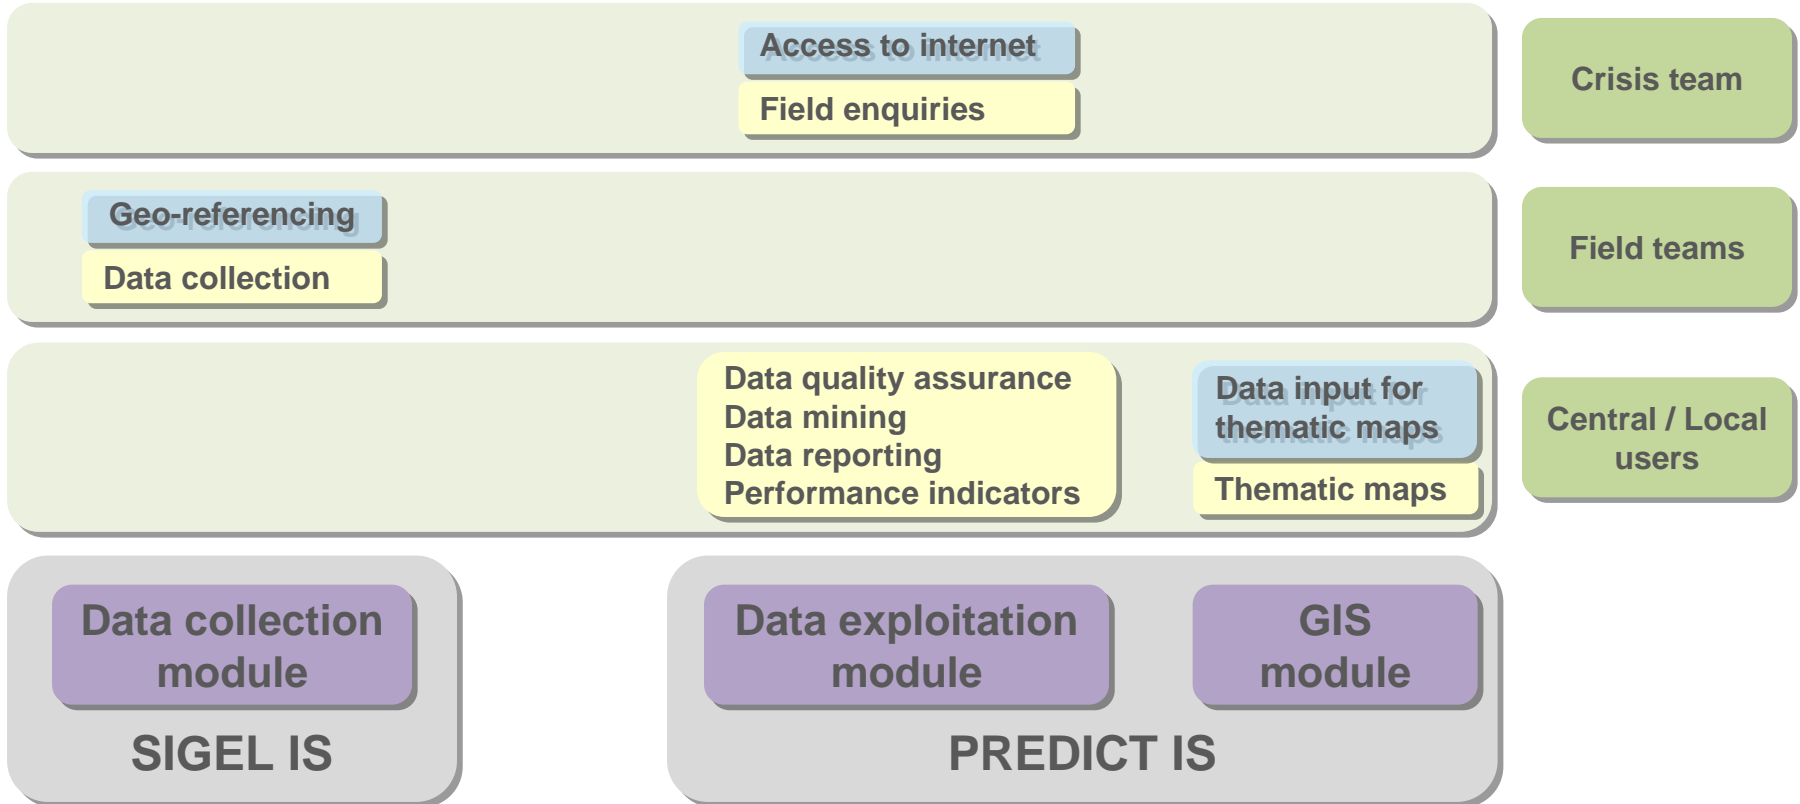 Access to internet
Field enquiries
Crisis team
Geo-referencing
Data collection
Field teams
Data quality assurance
Data mining
Data reporting
Performance indicators
Data input for
thematic maps
Thematic maps
Central / Local
users
Data collection
module
SIGEL IS
Data exploitation
module
GIS
module
PREDICT IS